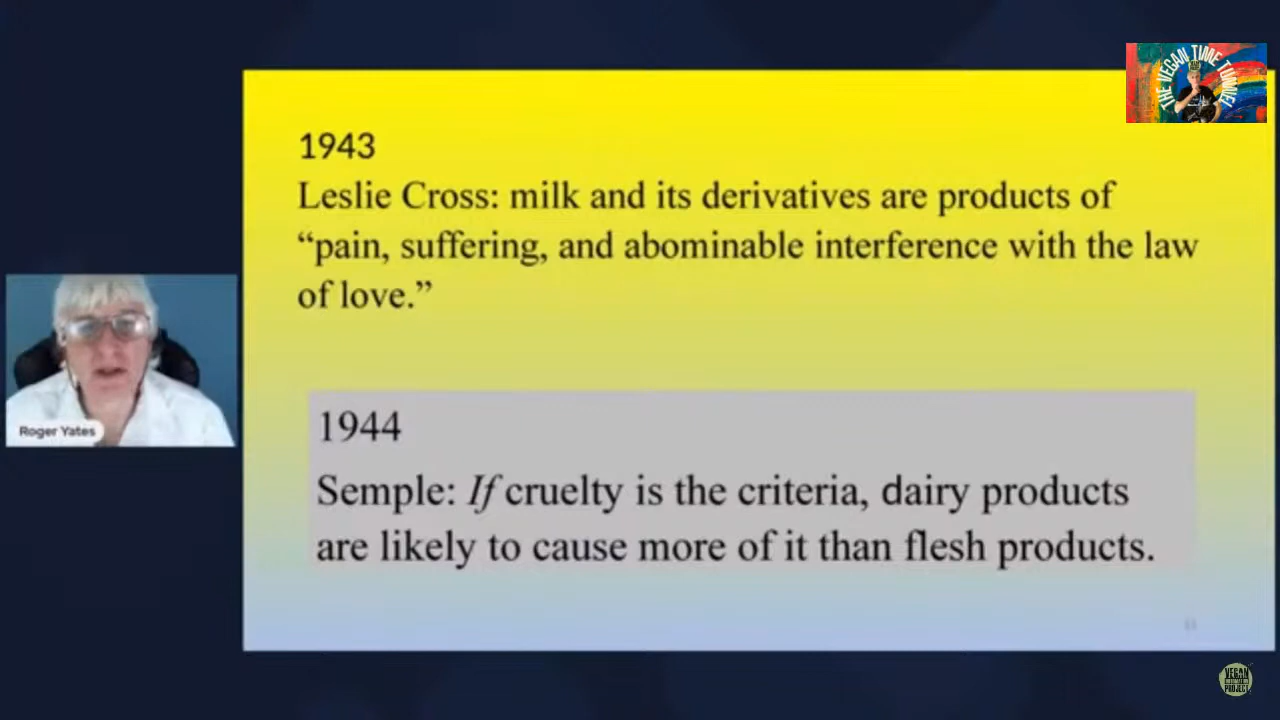 THE VEGAN TIME TUNNEL
1943
Leslie Cross: milk and its derivatives are products of
“pain, suffering, and abominable interference with the law
of love.”
1944
Semple: If cruelty is the criteria, dairy products
are likely to cause more of it than flesh products.
Roger Yates
VEGAN
PROJECT